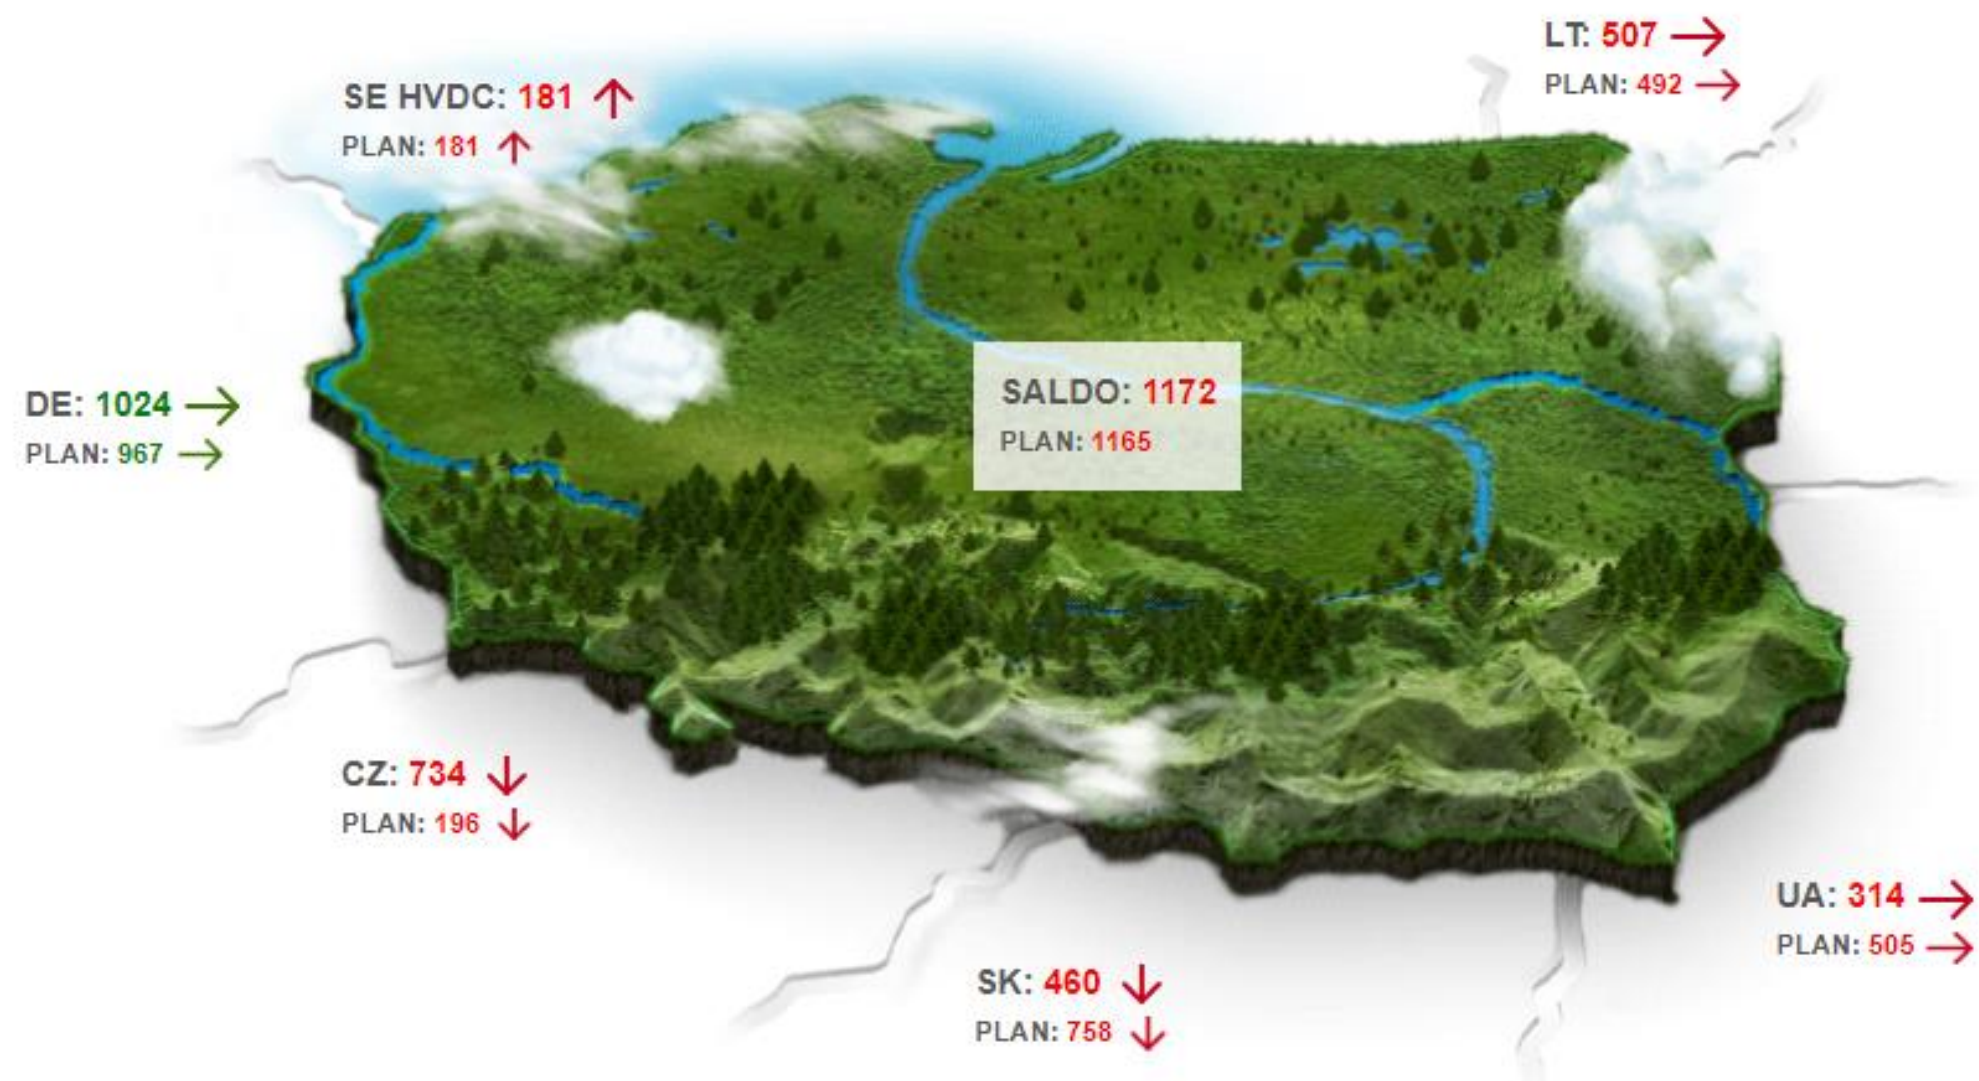 LT: 507
PLAN: 492
SE HVDC: 181
PLAN: 181
SALDO: 1172
PLAN: 1165
DE: 1024
PLAN: 967
CZ: 734
PLAN: 196
UA: 314
PLAN: 505
SK: 460
PLAN: 758